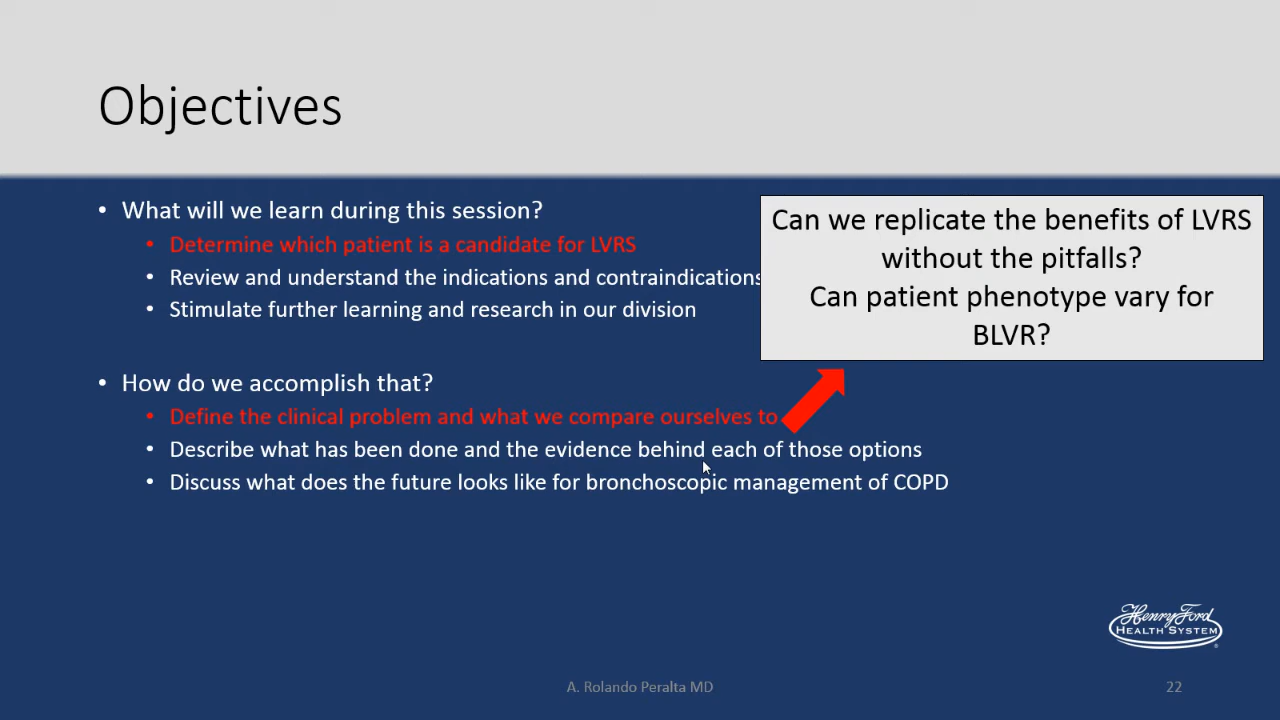 Objectives
• What will we learn during this session?
• Determine which patient is a candidate for LVRS
• Review and understand the indications and contraindications
• Stimulate further learning and research in our division
Can we replicate the benefits of LVRS
without the pitfalls?
Can patient phenotype vary for
BLVR?
• How do we accomplish that?
• Define the clinical problem and what we compare ourselves to
• Describe what has been done and the evidence behind each of those options
• Discuss what does the future looks like for bronchoscopic management of COPD
Henry Ford
HEALTH SYSTEM
A. Rolando Peralta MD
22